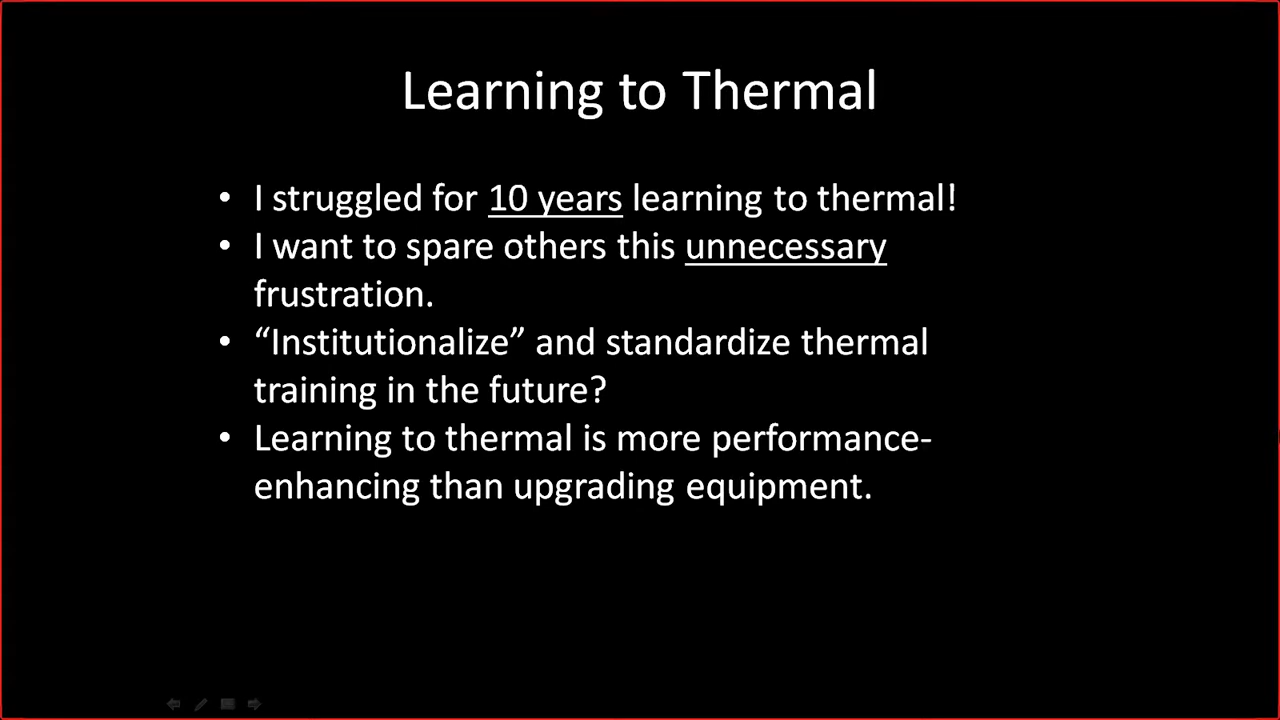 Learning to Thermal
• I struggled for 10 years learning to thermal!
• I want to spare others this unnecessary
frustration.
• “Institutionalize” and standardize thermal
training in the future?
• Learning to thermal is more performance-
enhancing than upgrading equipment.